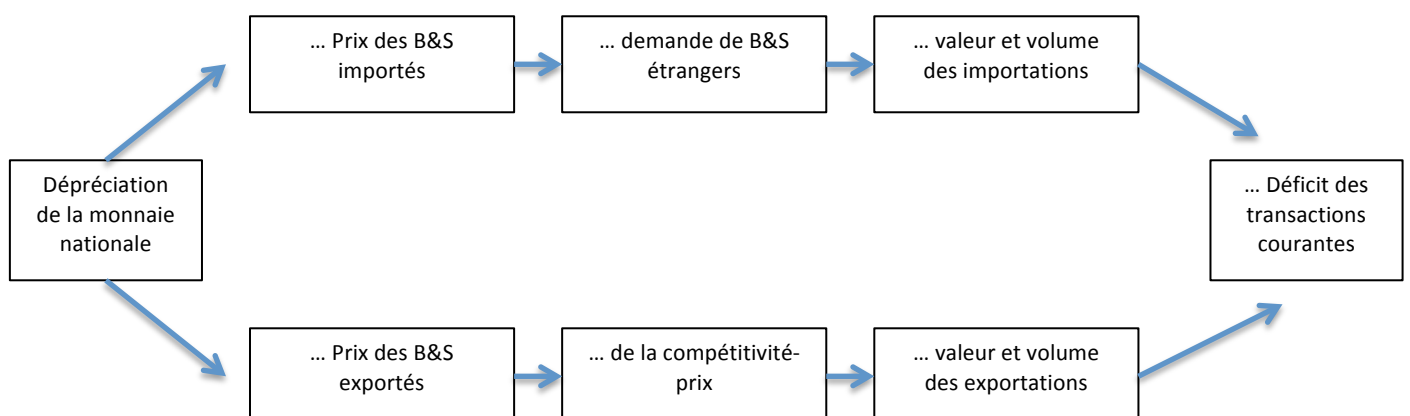 … Prix des B&S
importés
… demande de B&S
étrangers
… valeur et volume
des importations
Dépréciation
de la monnaie
nationale
… Déficit des
transactions
courantes
… Prix des B&S
exportés
… de la compétitivité-
prix
… valeur et volume
des exportations